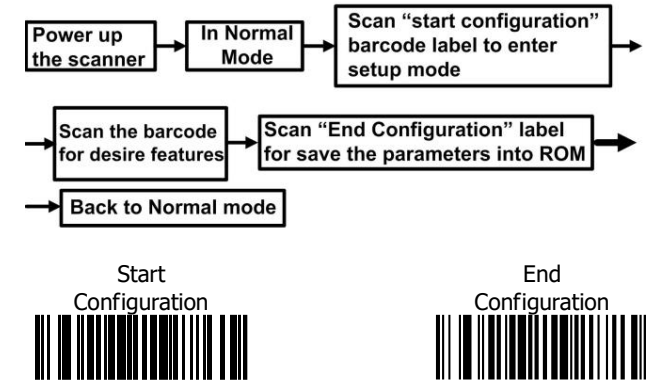 Power up
the scanner
In Normal
Mode
Scan “start configuration”
barcode label to enter
setup mode
Scan the barcode
for desire features
Scan “End Configuration” label
for save the parameters into ROM
Back to Normal mode
Start
Configuration
End
Configuration